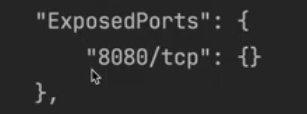 "ExposedPorts": {
"8080/tcp": {}
},